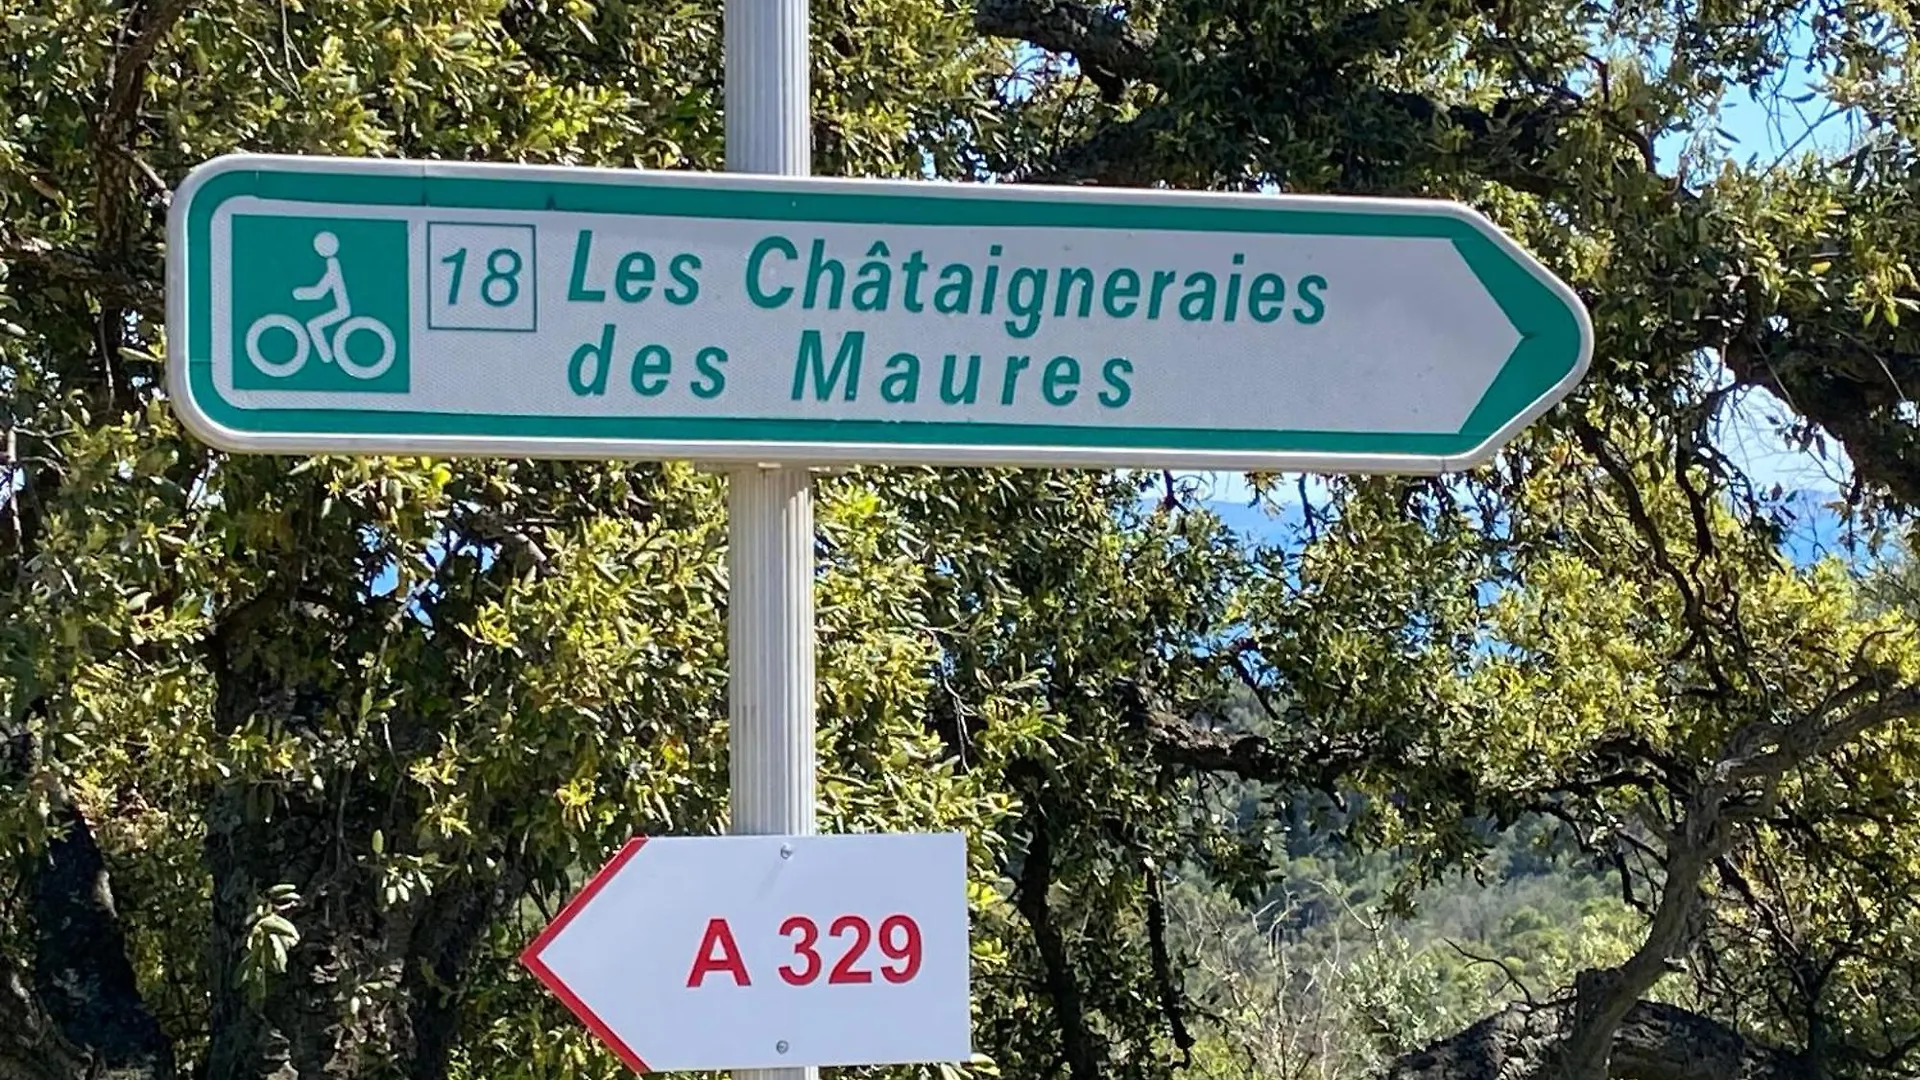 18 Les Châtaigneraies
des Maures
A 329